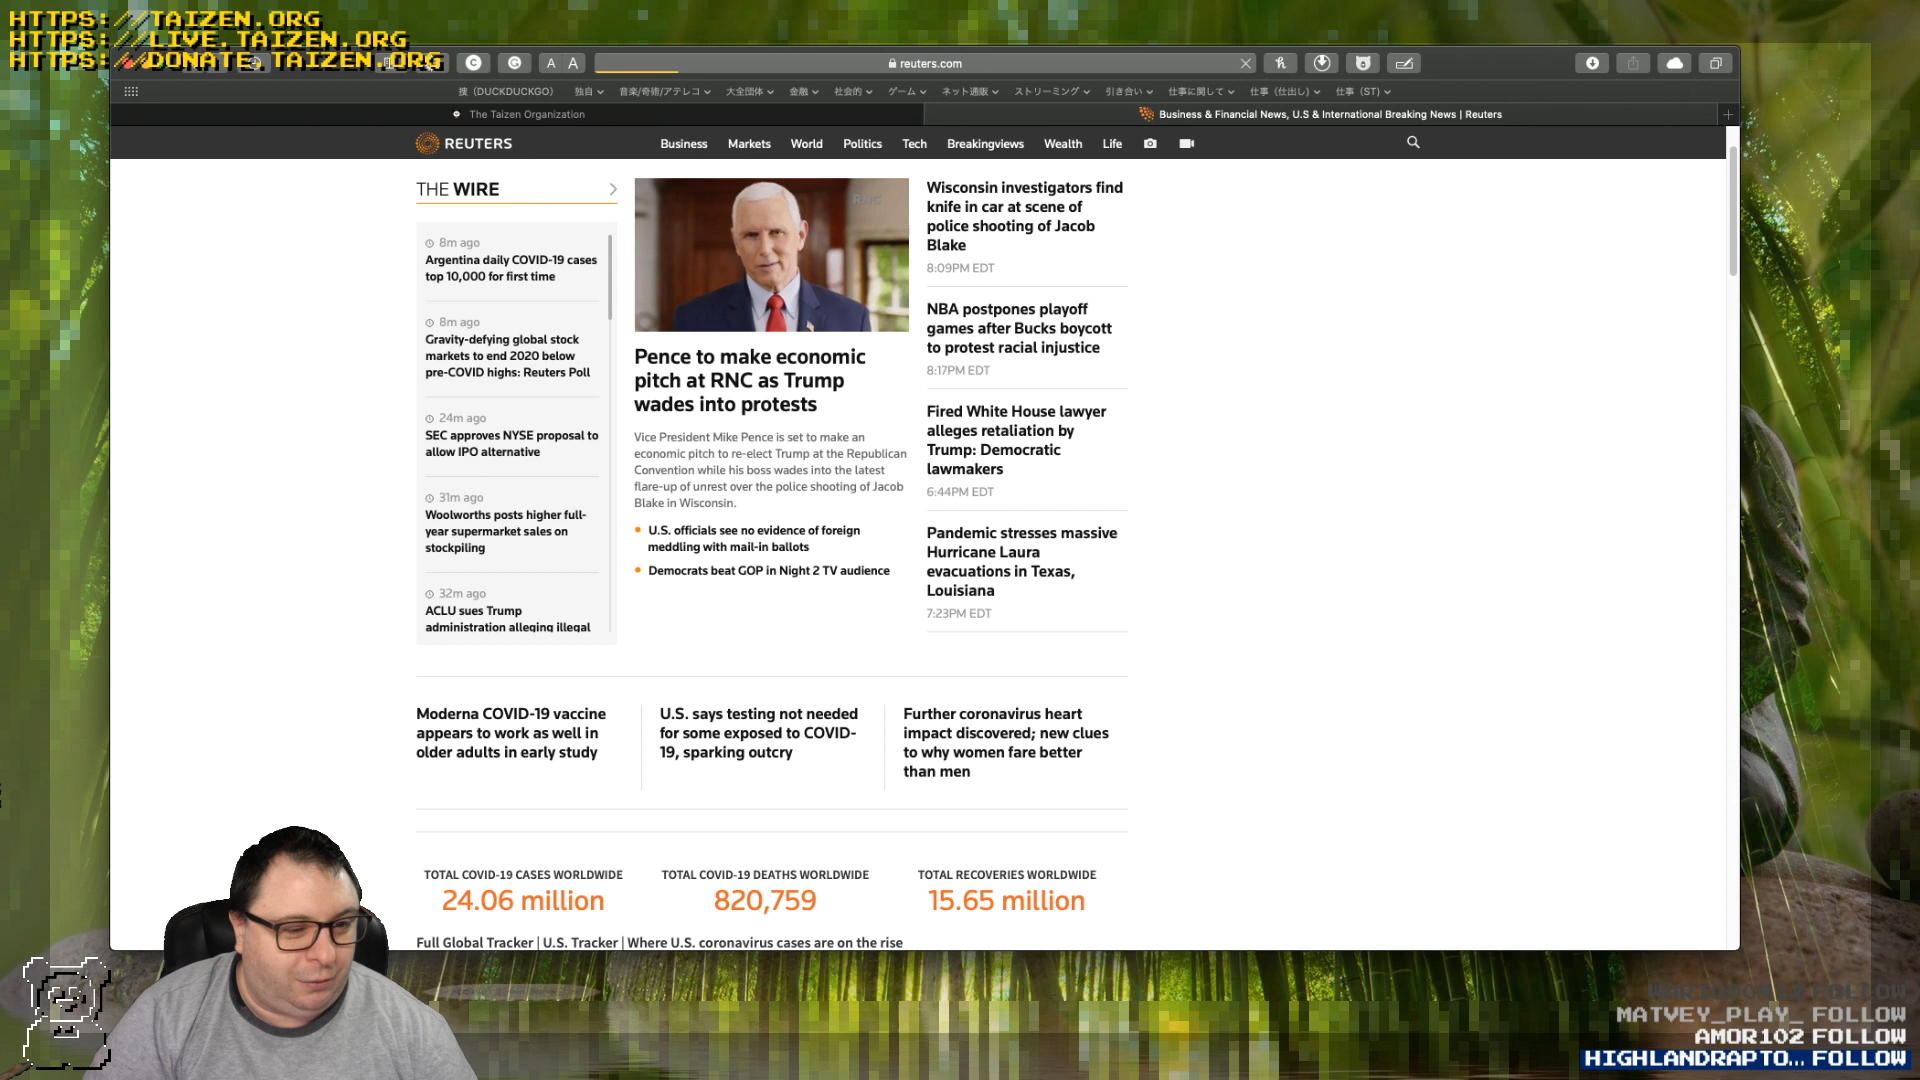 HTTPS://TAIZEN.ORG
HTTPS://LIVE.TAIZEN.ORG
HTTPS://DONATE.TAIZEN.ORG
A A
reuters.com
捜（DUCKDUCKGO） 独自 音楽/奇術/アテレコ 大全団体 金融 社会的 ゲーム ネット通販 ストリーミング 引き合い 仕事に関して 仕事（仕出し） 仕事（ST）
The Taizen Organization
Business & Financial News, U.S & International Breaking News | Reuters
REUTERS
Business Markets World Politics Tech Breakingviews Wealth Life
THE WIRE
8m ago
Argentina daily COVID-19 cases
top 10,000 for first time
8m ago
Gravity-defying global stock
markets to end 2020 below
pre-COVID highs: Reuters Poll
24m ago
SEC approves NYSE proposal to
allow IPO alternative
31m ago
Woolworths posts higher full-
year supermarket sales on
stockpiling
32m ago
ACLU sues Trump
administration alleging illegal
RNC
Pence to make economic
pitch at RNC as Trump
wades into protests
Vice President Mike Pence is set to make an
economic pitch to re-elect Trump at the Republican
Convention while his boss wades into the latest
flare-up of unrest over the police shooting of Jacob
Blake in Wisconsin.
U.S. officials see no evidence of foreign
meddling with mail-in ballots
Democrats beat GOP in Night 2 TV audience
Wisconsin investigators find
knife in car at scene of
police shooting of Jacob
Blake
8:09PM EDT
NBA postpones playoff
games after Bucks boycott
to protest racial injustice
8:17PM EDT
Fired White House lawyer
alleges retaliation by
Trump: Democratic
lawmakers
6:44PM EDT
Pandemic stresses massive
Hurricane Laura
evacuations in Texas,
Louisiana
7:23PM EDT
Moderna COVID-19 vaccine
appears to work as well in
older adults in early study
U.S. says testing not needed
for some exposed to COVID-
19, sparking outcry
Further coronavirus heart
impact discovered; new clues
to why women fare better
than men
TOTAL COVID-19 CASES WORLDWIDE
24.06 million
TOTAL COVID-19 DEATHS WORLDWIDE
820,759
TOTAL RECOVERIES WORLDWIDE
15.65 million
Full Global Tracker | U.S. Tracker | Where U.S. coronavirus cases are on the rise
FOLLOW
MATVEY_PLAY_ FOLLOW
AMOR102 FOLLOW
HIGHLANDRAPTO... FOLLOW